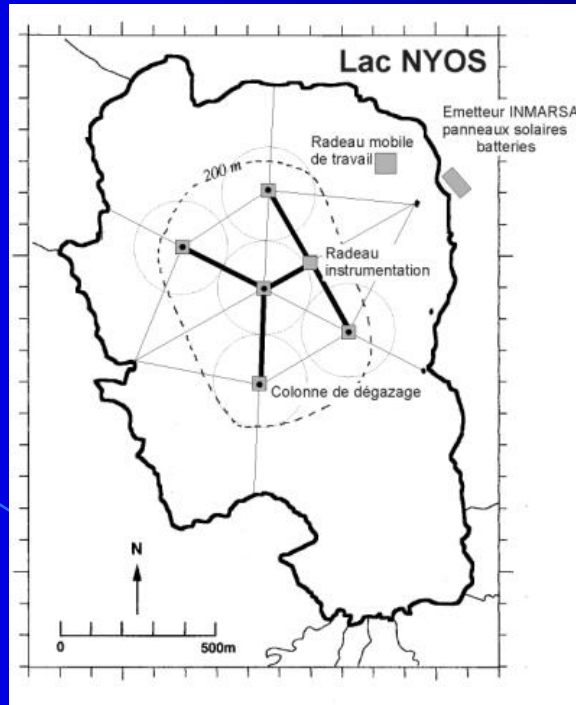 Lac NYOS
Emetteur INMARSA
panneaux solaires
batteries
Radeau mobile
de travail
200 m
Radeau
instrumentation
Colonne de dégazage
N
0 500m